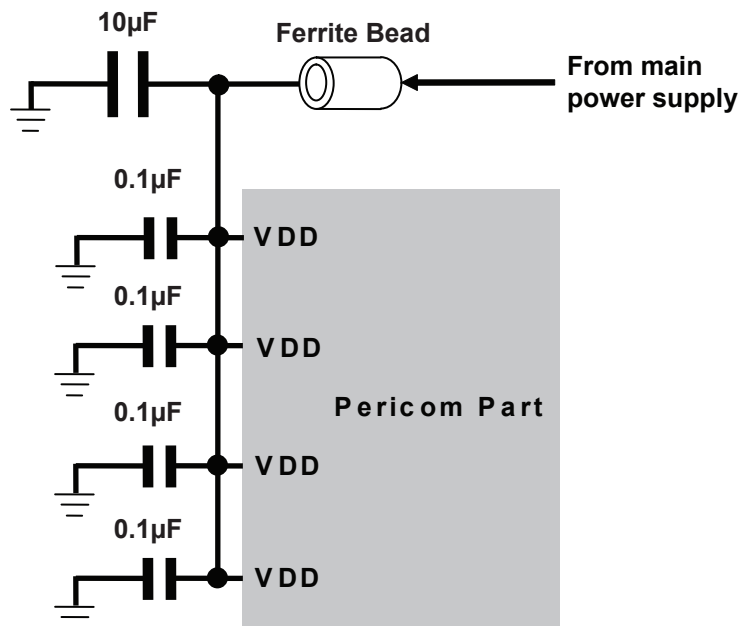 10µF
Ferrite Bead
From main
power supply
0.1µF
VDD
0.1µF
VDD
Pericom Part
0.1µF
VDD
0.1µF
VDD